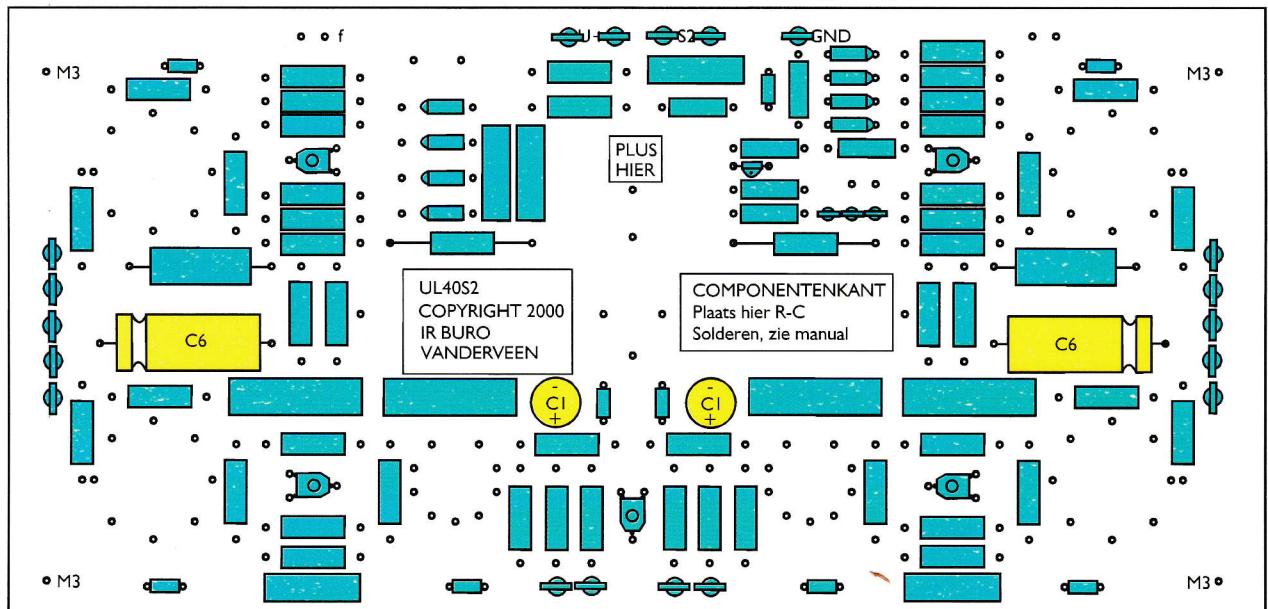 f
U-
S2
GND
M3
M3
PLUS
HIER
UL40S2
COPYRIGHT 2000
IR BURO
VANDERVEEN
COMPONENTENKANT
Plaats hier R-C
Solderen, zie manual
C6
C6
-
C1
+
-
C1
+
M3
M3